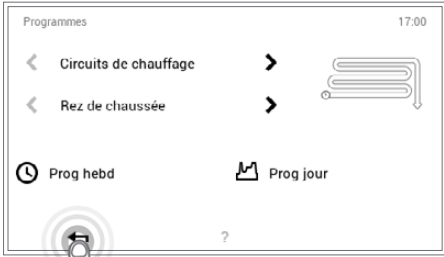 Programmes 17:00
Circuits de chauffage
Rez de chaussée
Prog hebd Prog jour
?